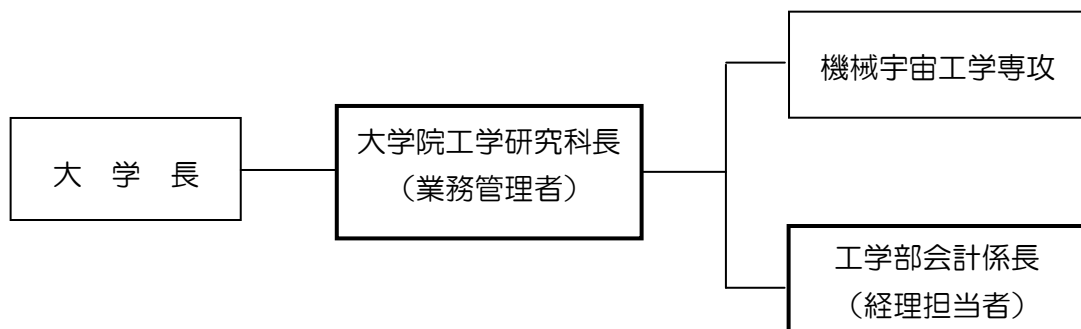 大　学　長
大学院工学研究科長
（業務管理者）
機械宇宙工学専攻
工学部会計係長
（経理担当者）